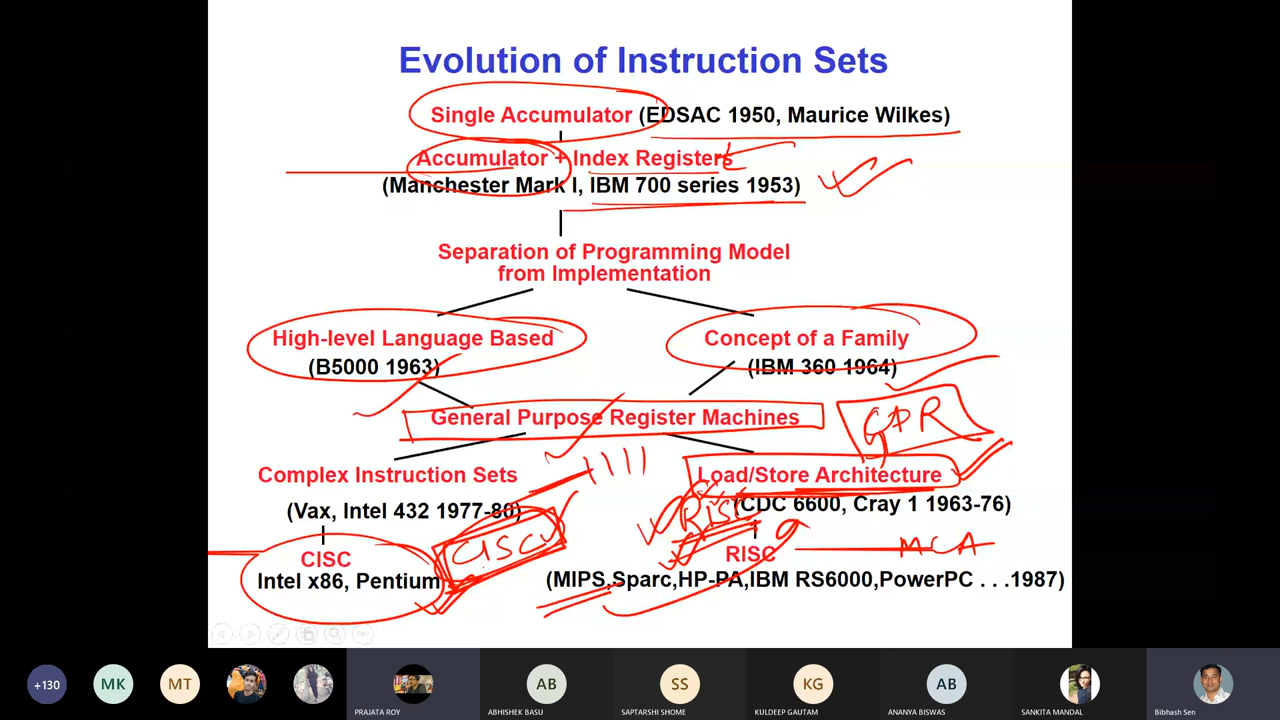 Evolution of Instruction Sets
Single Accumulator (EDSAC 1950, Maurice Wilkes)
Accumulator + Index Registers
(Manchester Mark I, IBM 700 series 1953)
Separation of Programming Model
from Implementation
High-level Language Based
(B5000 1963)
Concept of a Family
(IBM 360 1964)
General Purpose Register Machines
GPR
Complex Instruction Sets
(Vax, Intel 432 1977-80)
Load/Store Architecture
(CDC 6600, Cray 1 1963-76)
CISC
RISC
CISC
Intel x86, Pentium
RISC
MCA
(MIPS,Sparc,HP-PA,IBM RS6000,PowerPC . . .1987)
+130
MK
MT
PRAJATA ROY
AB
ABHISHEK BASU
SS
SAPTARSHI SHOME
KG
KULDEEP GAUTAM
AB
ANANYA BISWAS
SANKITA MANDAL
Bibhash Sen